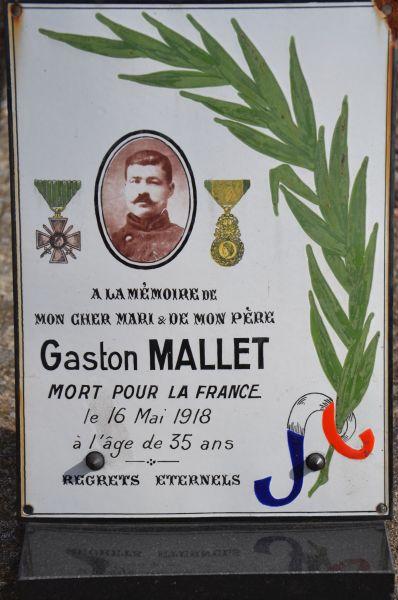 A LA MÉMOIRE DE
MON CHER MARI & DE MON PÈRE
Gaston MALLET
MORT POUR LA FRANCE.
le 16 Mai 1918
à l'âge de 35 ans
REGRETS ETERNELS